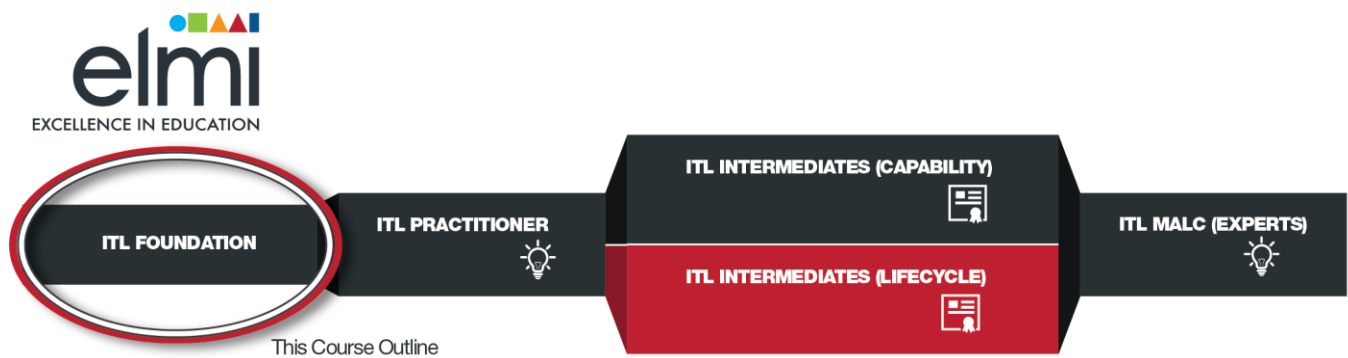 elmi
EXCELLENCE IN EDUCATION
ITL FOUNDATION
ITL PRACTITIONER
ITL INTERMEDIATES (CAPABILITY)
ITL INTERMEDIATES (LIFECYCLE)
ITL MALC (EXPERTS)
This Course Outline